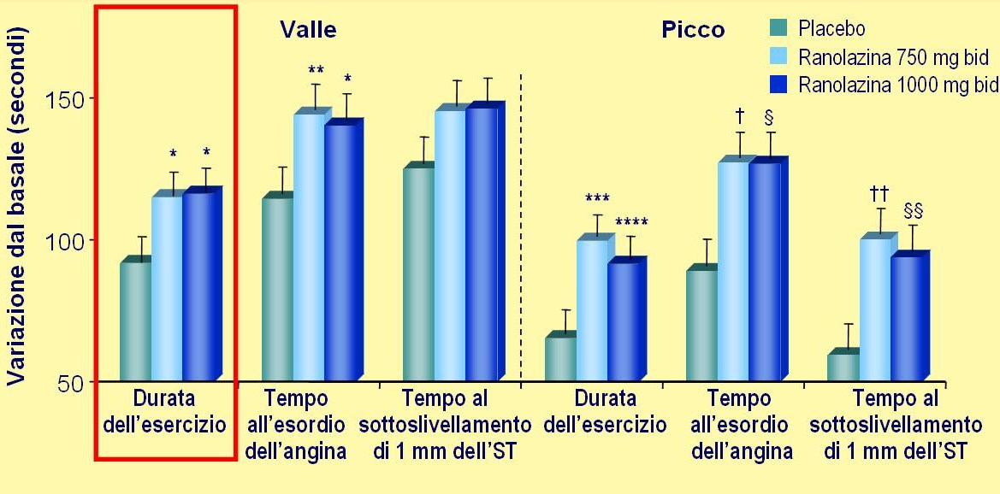 Valle
Picco
Placebo
Ranolazina 750 mg bid
Ranolazina 1000 mg bid
Variazione dal basale (secondi)
150
100
50
*
*
**
*
***
****
†
§
††
§§
Durata
dell'esercizio
Tempo
all'esordio
dell'angina
Tempo al
sottoslivellamento
di 1 mm dell'ST
Durata
dell'esercizio
Tempo
all'esordio
dell'angina
Tempo al
sottoslivellamento
di 1 mm dell'ST